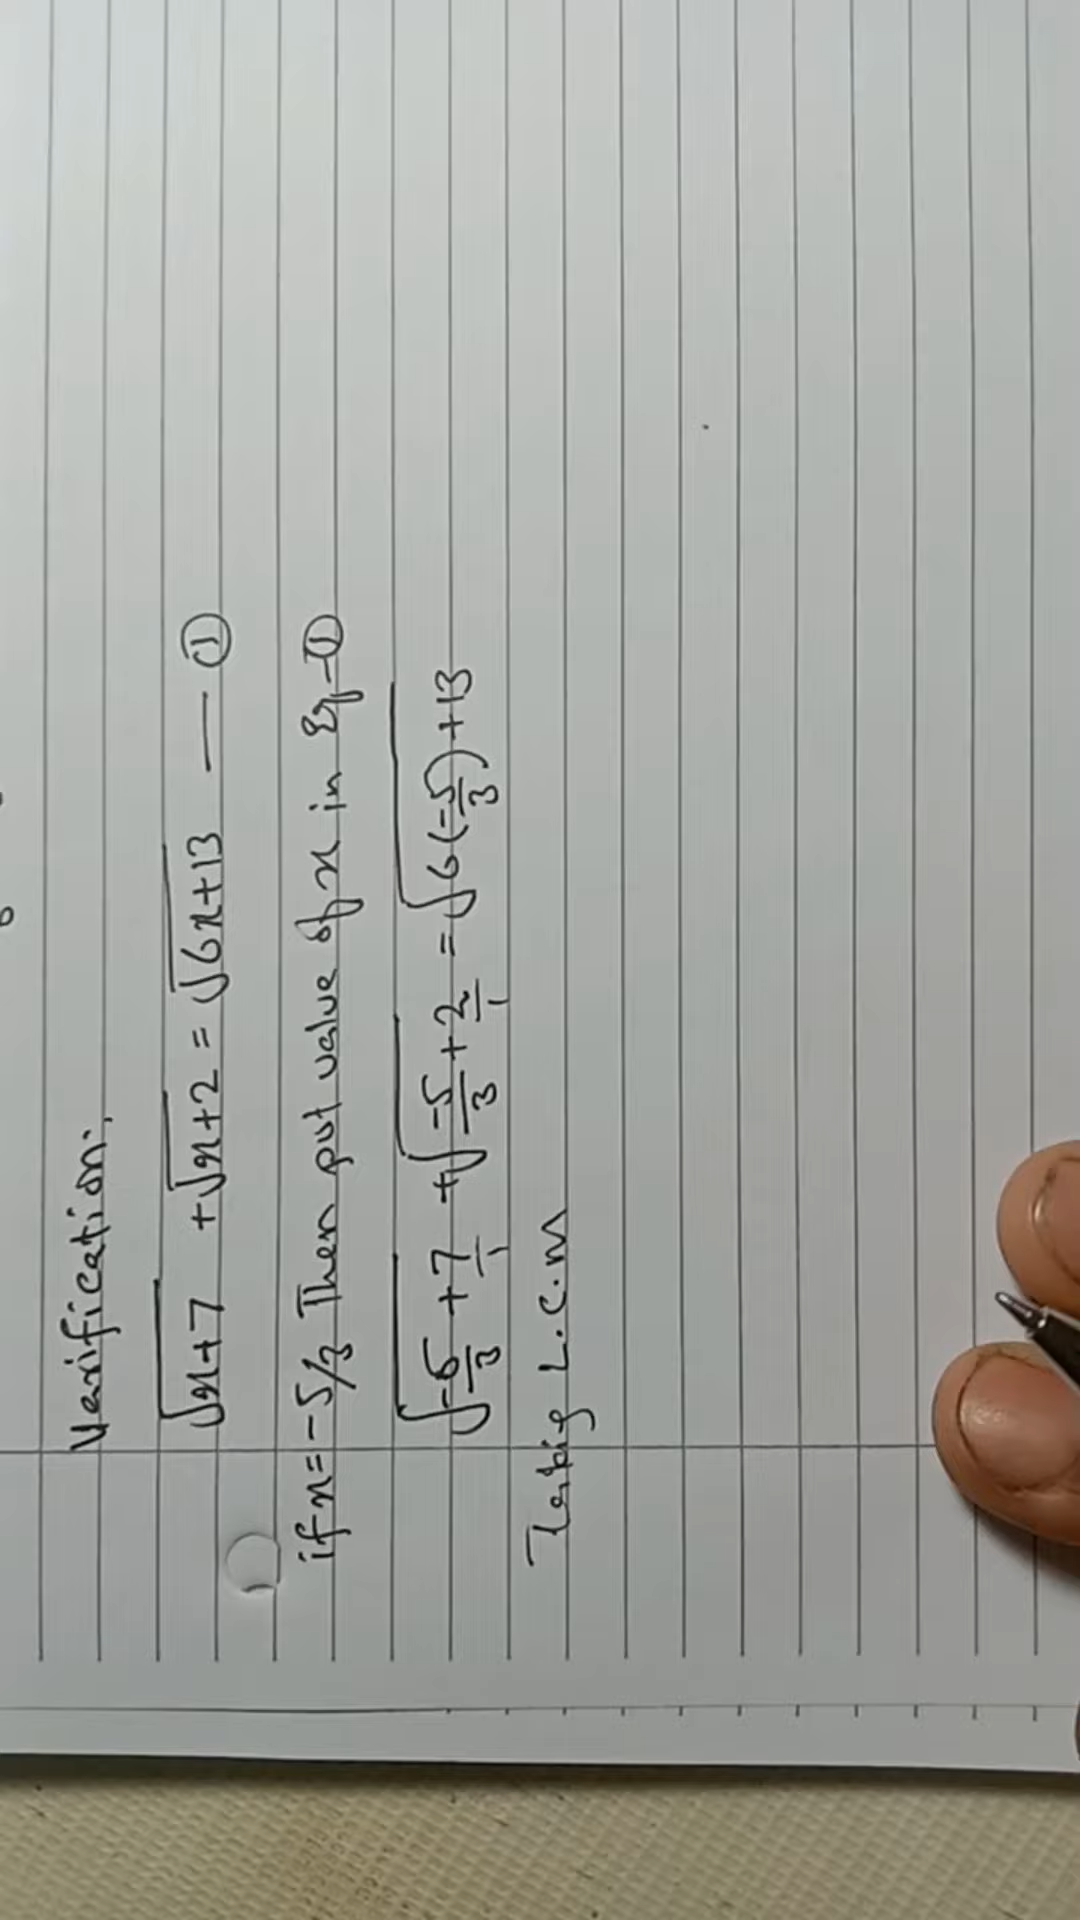 Verification:
√x+7 + √x+2 = √6x+13 — ①
if x = -5/3 Then put value of x in Eq-①
√-5/3 + 7/1 + √-5/3 + 2/1 = √6(-5/3) + 13
Taking L.C.M